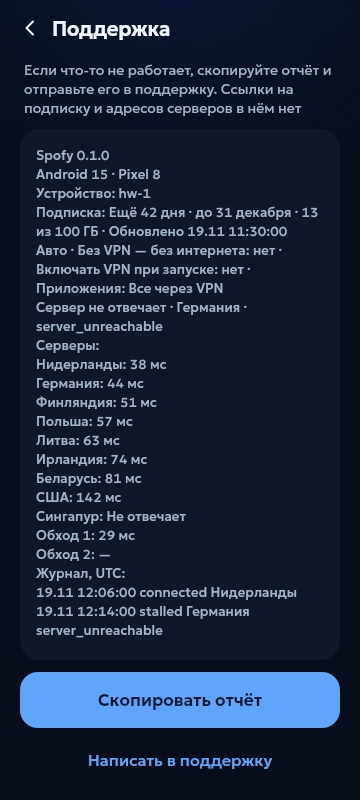 Поддержка
Если что-то не работает, скопируйте отчёт и
отправьте его в поддержку. Ссылки на
подписку и адресов серверов в нём нет
Spofy 0.1.0
Android 15 · Pixel 8
Устройство: hw-1
Подписка: Ещё 42 дня · до 31 декабря · 13
из 100 ГБ · Обновлено 19.11 11:30:00
Авто · Без VPN — без интернета: нет ·
Включать VPN при запуске: нет ·
Приложения: Все через VPN
Сервер не отвечает · Германия ·
server_unreachable
Серверы:
Нидерланды: 38 мс
Германия: 44 мс
Финляндия: 51 мс
Польша: 57 мс
Литва: 63 мс
Ирландия: 74 мс
Беларусь: 81 мс
США: 142 мс
Сингапур: Не отвечает
Обход 1: 29 мс
Обход 2: —
Журнал, UTC:
19.11 12:06:00 connected Нидерланды
19.11 12:14:00 stalled Германия
server_unreachable
Скопировать отчёт
Написать в поддержку